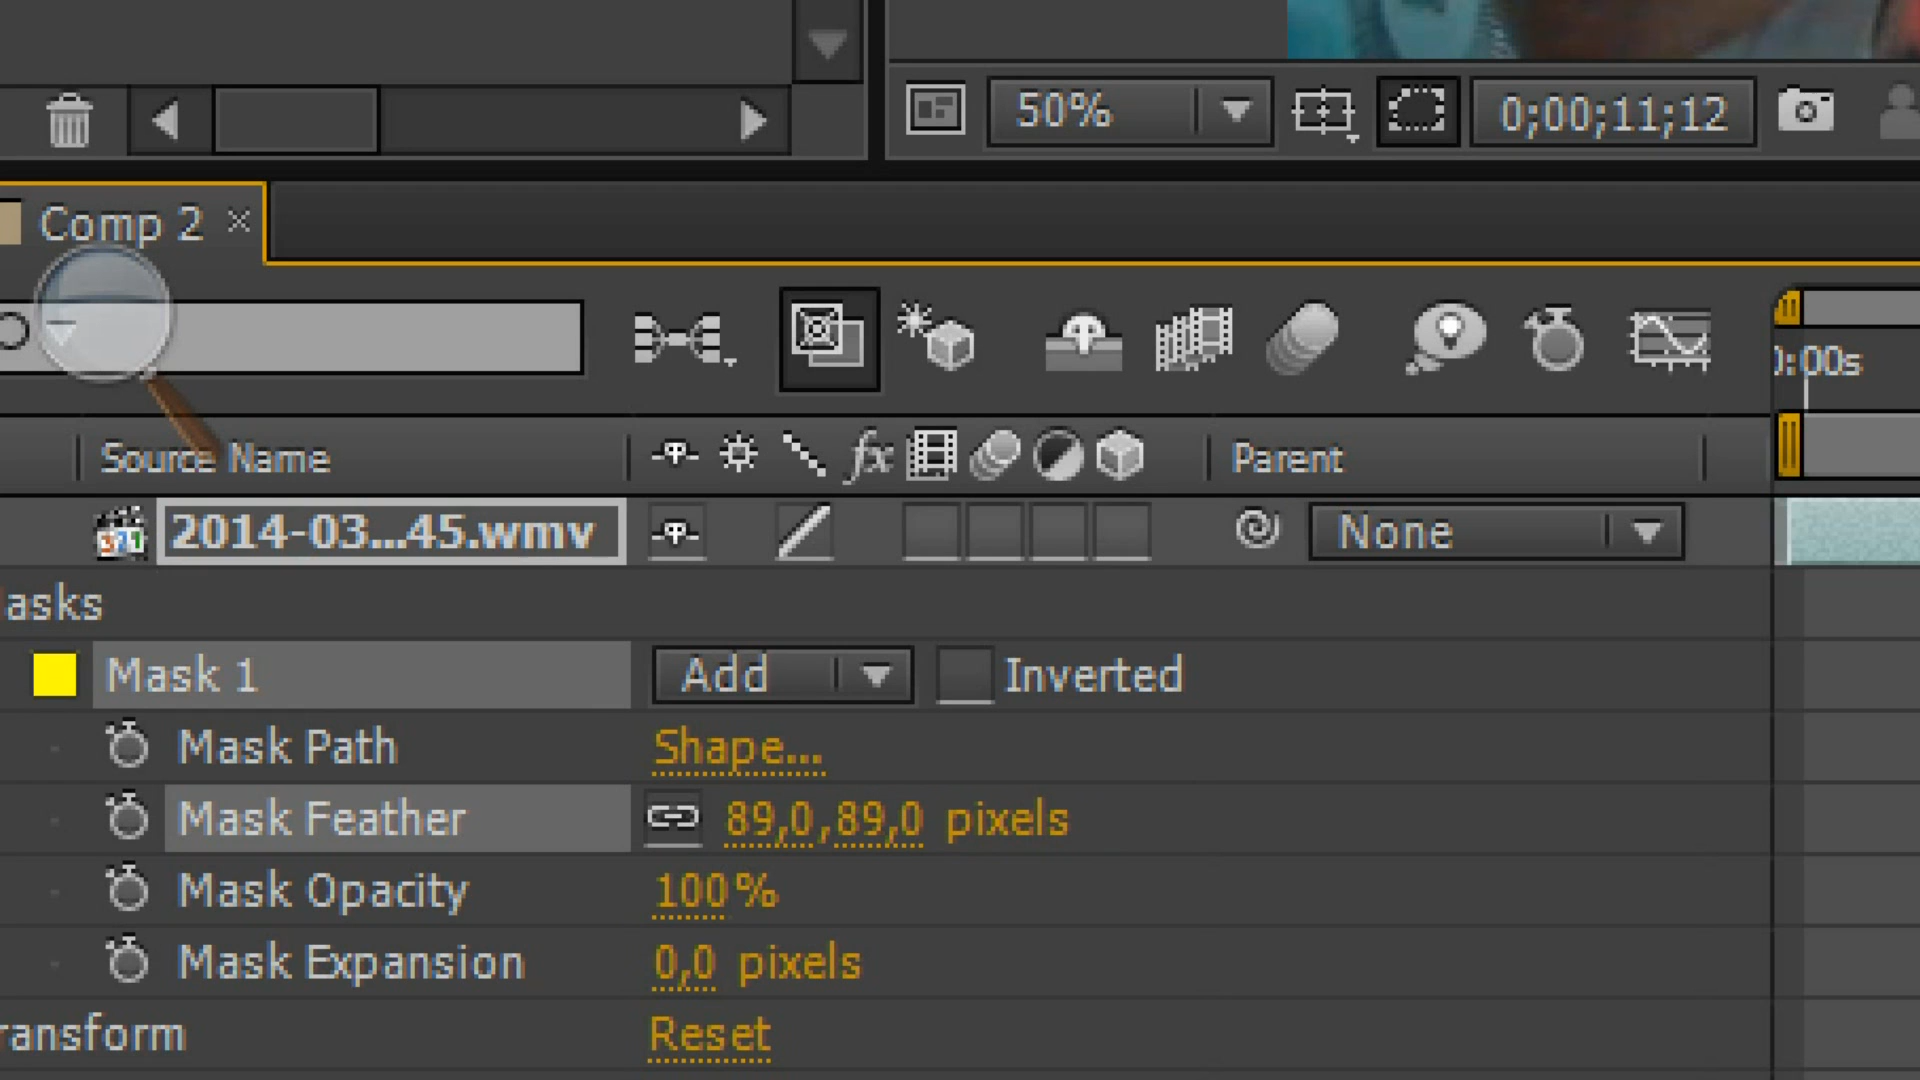 50%
0;00;11;12
Comp 2 ×
0:00s
Source Name
fx
Parent
2014-03...45.wmv
None
asks
Mask 1
Add
Inverted
Mask Path
Shape...
Mask Feather
89,0,89,0 pixels
Mask Opacity
100%
Mask Expansion
0,0 pixels
ransform
Reset